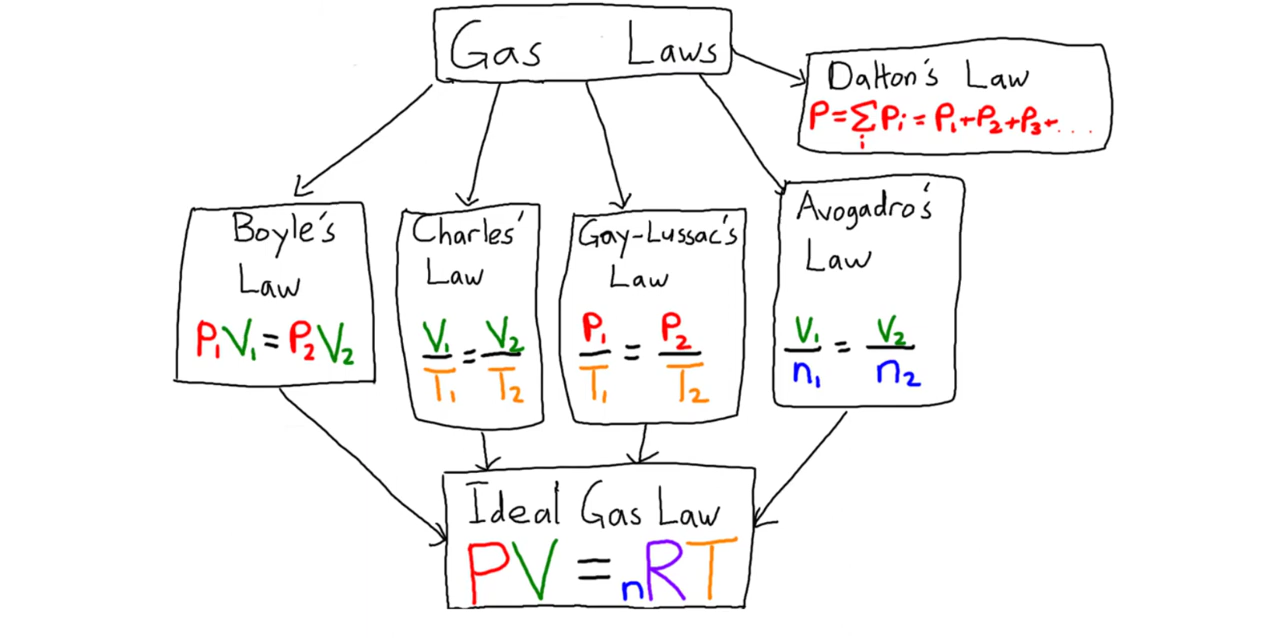 Gas Laws
Dalton's Law
P=∑Pi=P₁+P₂+P₃+....
i
Boyle's
Law
P₁V₁=P₂V₂
Charles'
Law
V₁/T₁=V₂/T₂
Gay-Lussac's
Law
P₁/T₁=P₂/T₂
Avogadro's
Law
V₁/n₁=V₂/n₂
Ideal Gas Law
PV=nRT